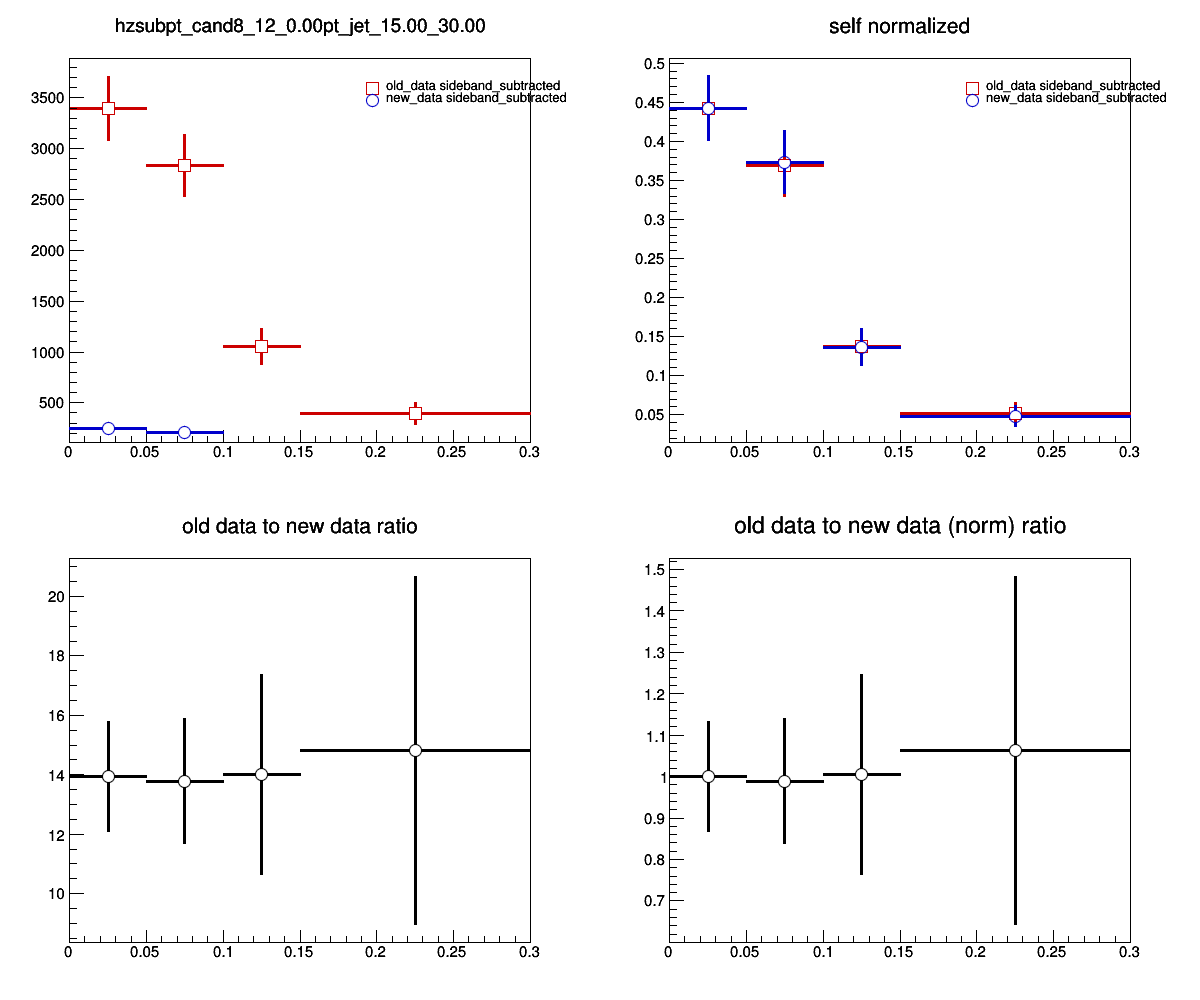 hzsubpt_cand8_12_0.00pt_jet_15.00_30.00
old_data sideband_subtracted
new_data sideband_subtracted
3500
3000
2500
2000
1500
1000
500
0 0.05 0.1 0.15 0.2 0.25 0.3
self normalized
old_data sideband_subtracted
new_data sideband_subtracted
0.5
0.45
0.4
0.35
0.3
0.25
0.2
0.15
0.1
0.05
0 0.05 0.1 0.15 0.2 0.25 0.3
old data to new data ratio
20
18
16
14
12
10
0 0.05 0.1 0.15 0.2 0.25 0.3
old data to new data (norm) ratio
1.5
1.4
1.3
1.2
1.1
1
0.9
0.8
0.7
0 0.05 0.1 0.15 0.2 0.25 0.3